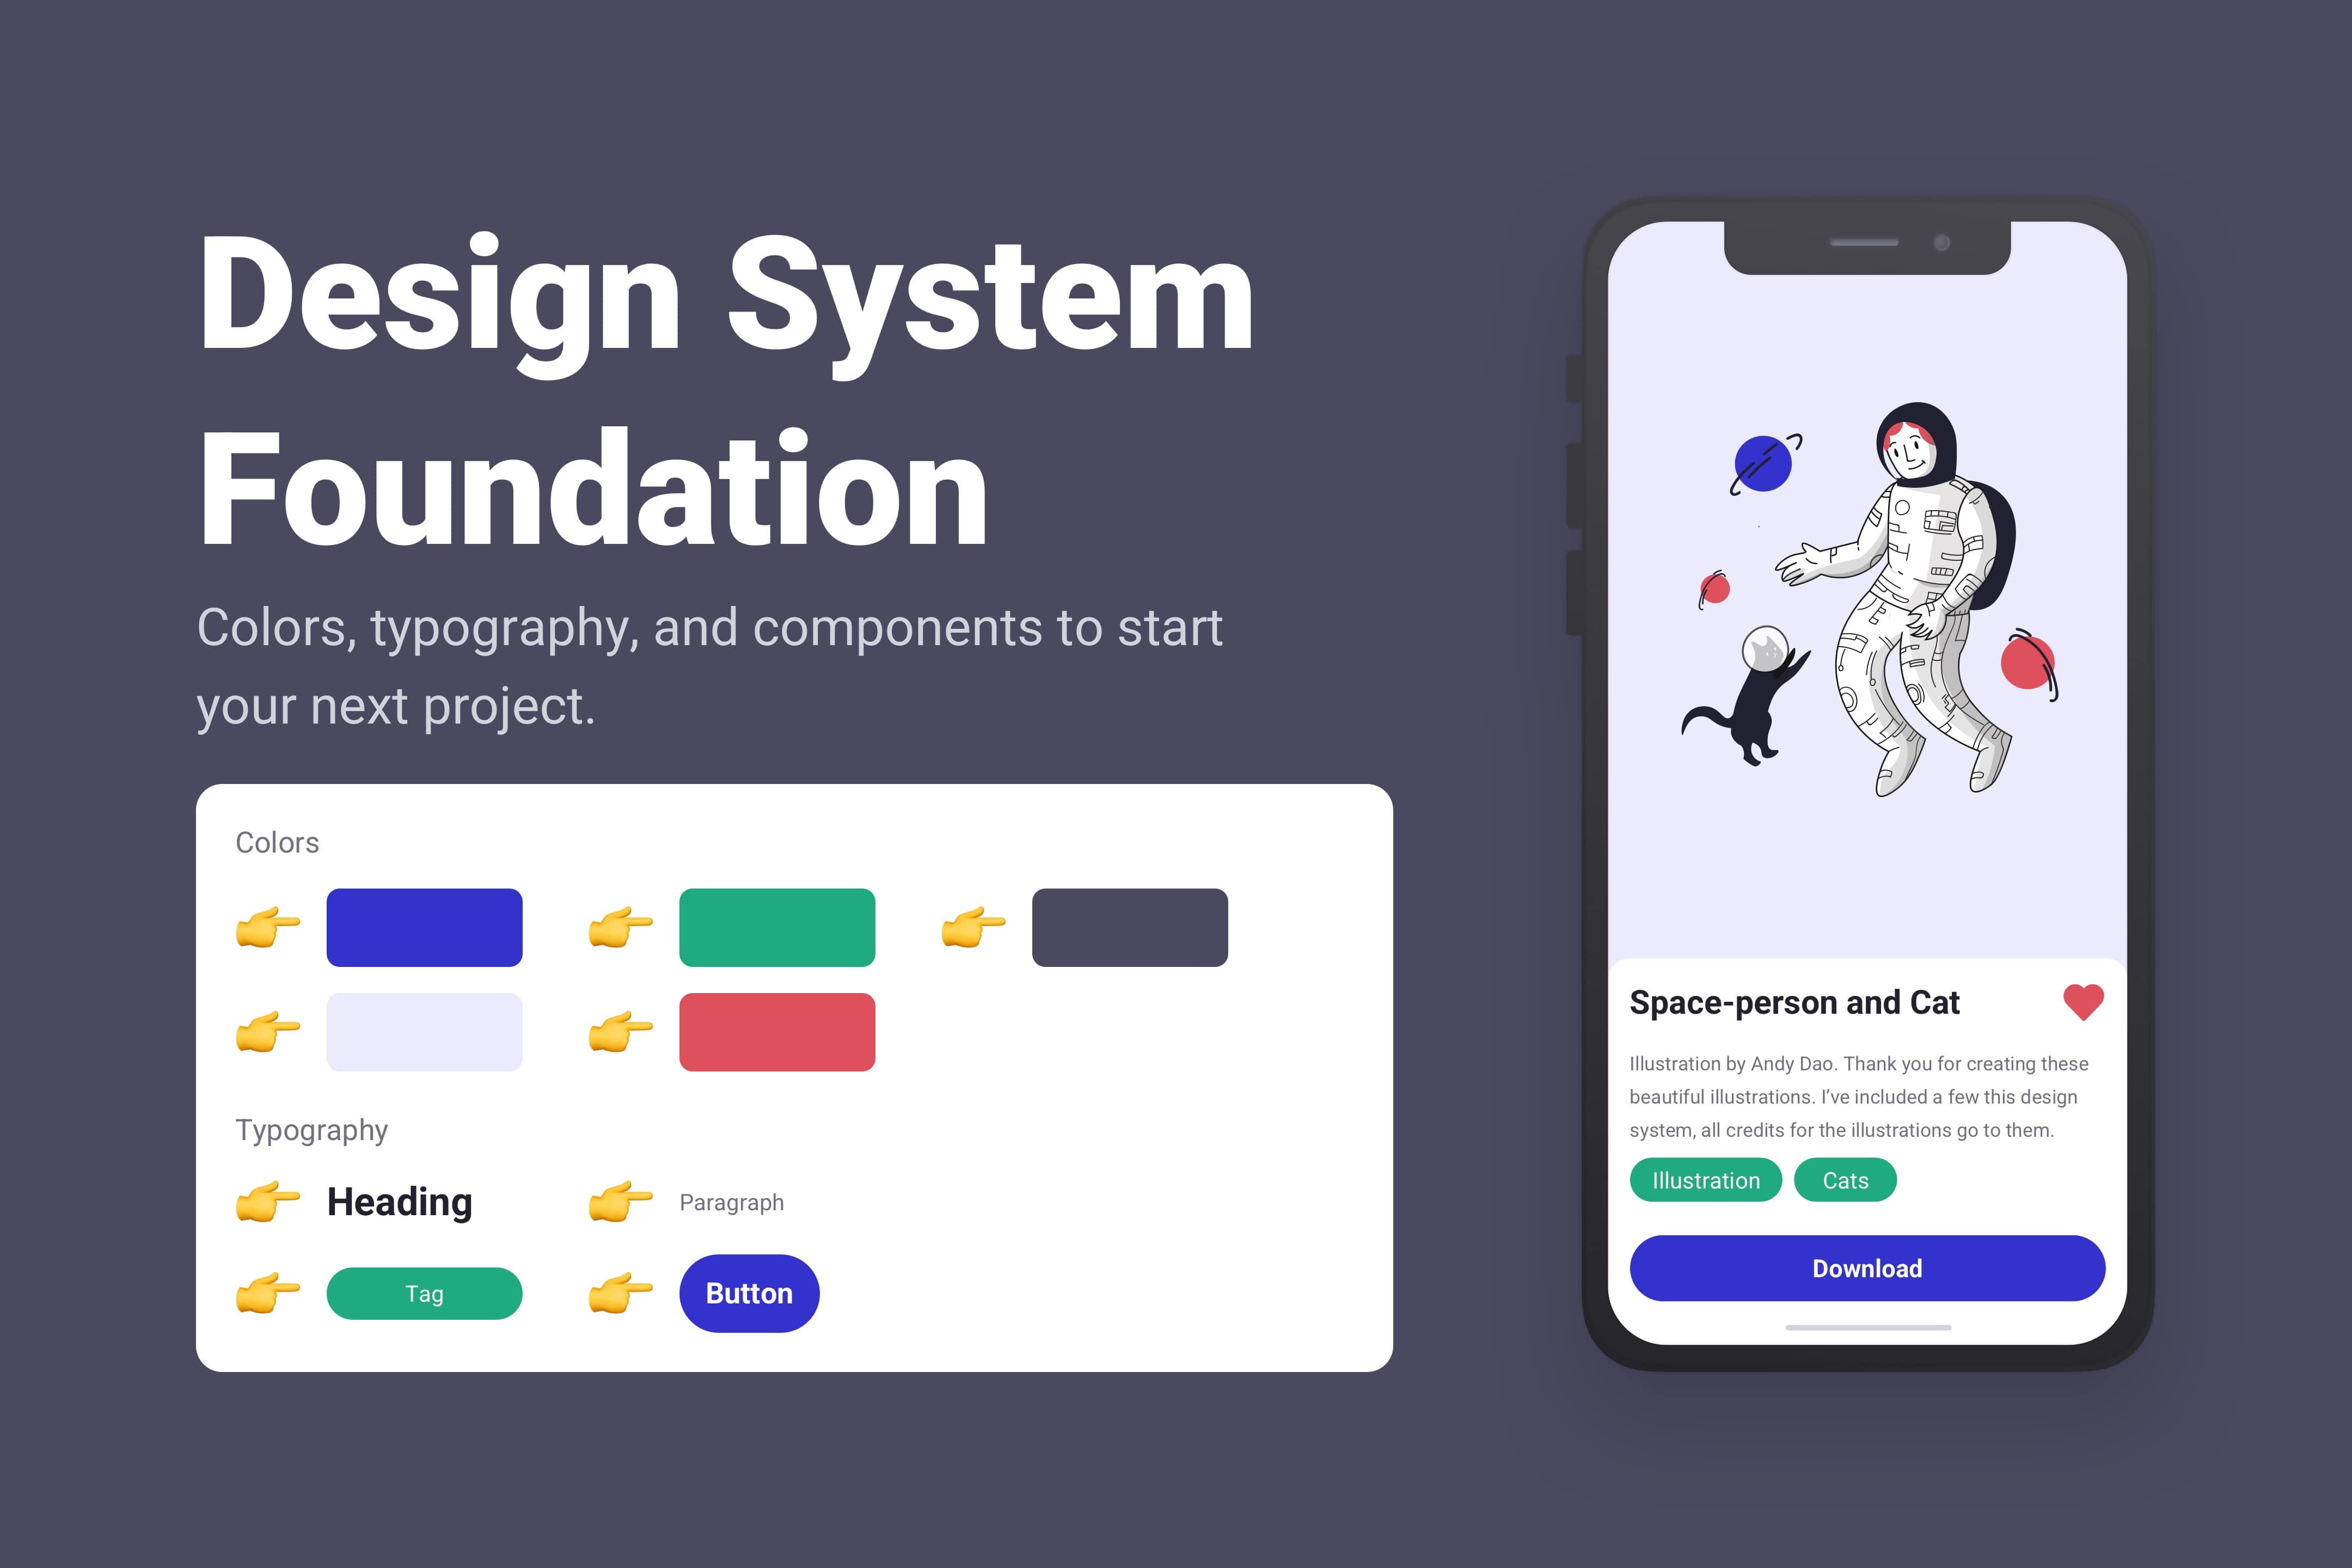 Design System
Foundation
Colors, typography, and components to start
your next project.
Colors
Typography
Heading
Paragraph
Tag
Button
Space-person and Cat
Illustration by Andy Dao. Thank you for creating these
beautiful illustrations. I’ve included a few this design
system, all credits for the illustrations go to them.
Illustration
Cats
Download